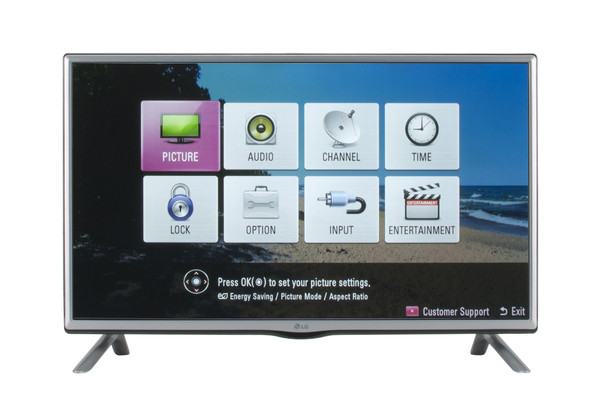 PICTURE
AUDIO
CHANNEL
TIME
LOCK
OPTION
INPUT
ENTERTAINMENT
ENTERTAINMENT
Press OK(◉) to set your picture settings.
Energy Saving / Picture Mode / Aspect Ratio
Customer Support
Exit
LG